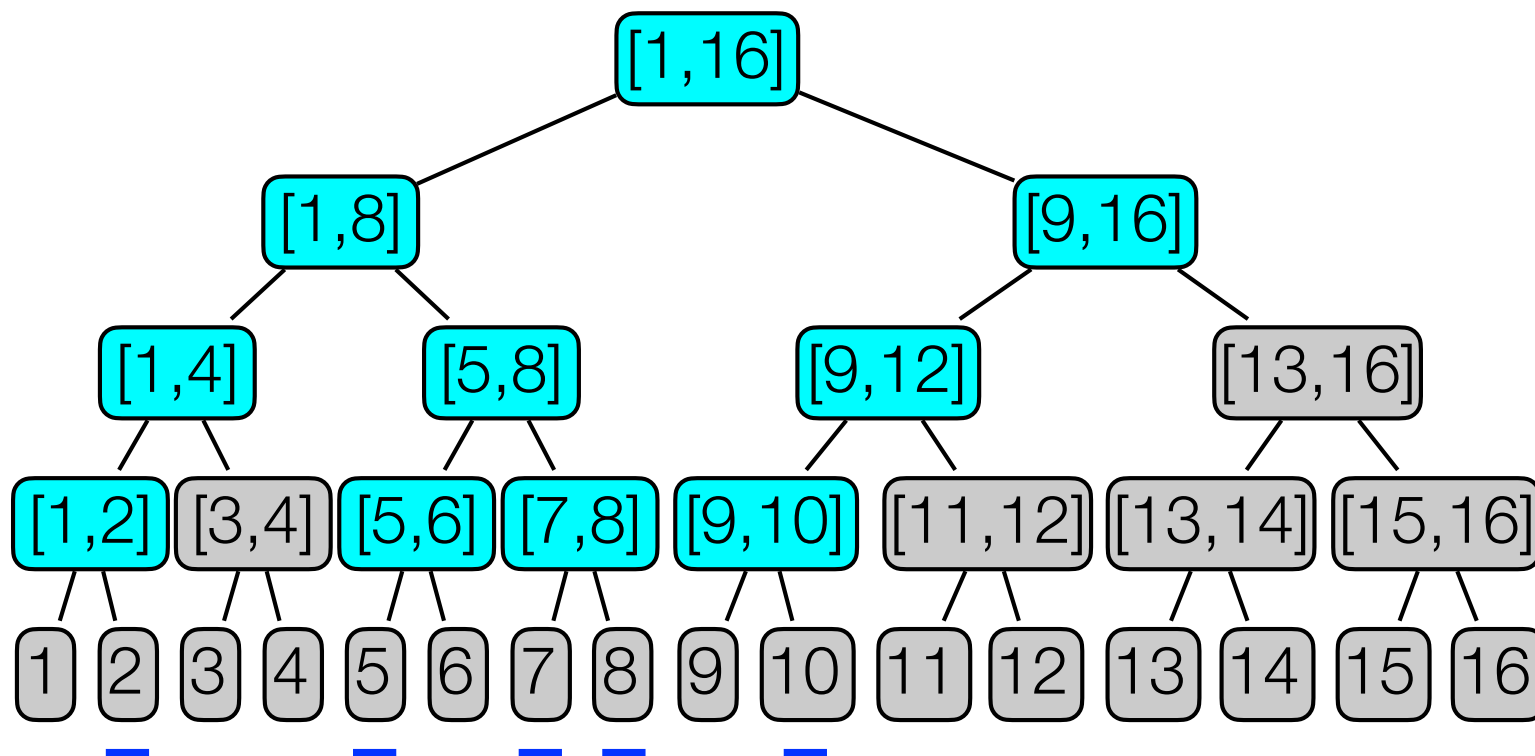 [1,16]
[1,8] [9,16]
[1,4] [5,8] [9,12] [13,16]
[1,2] [3,4] [5,6] [7,8] [9,10] [11,12] [13,14] [15,16]
1 2 3 4 5 6 7 8 9 10 11 12 13 14 15 16